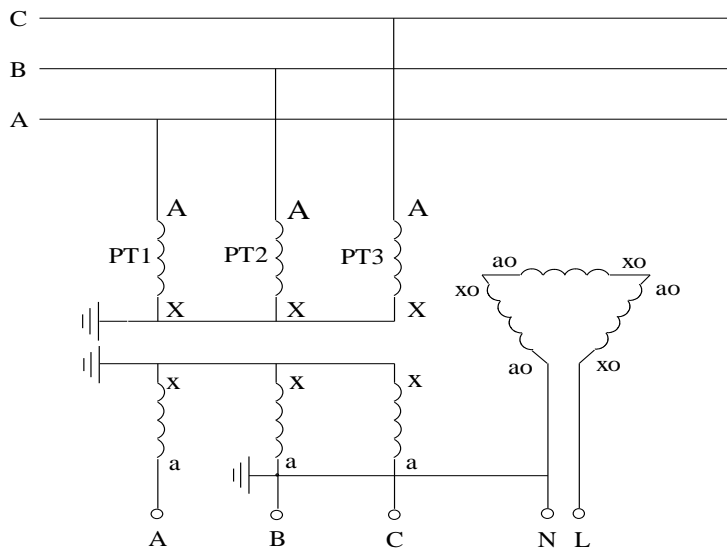 C
B
A
A A A
PT1 PT2 PT3
ao xo
xo ao
X X X
ao xo
x x x
a a a
A B C N L